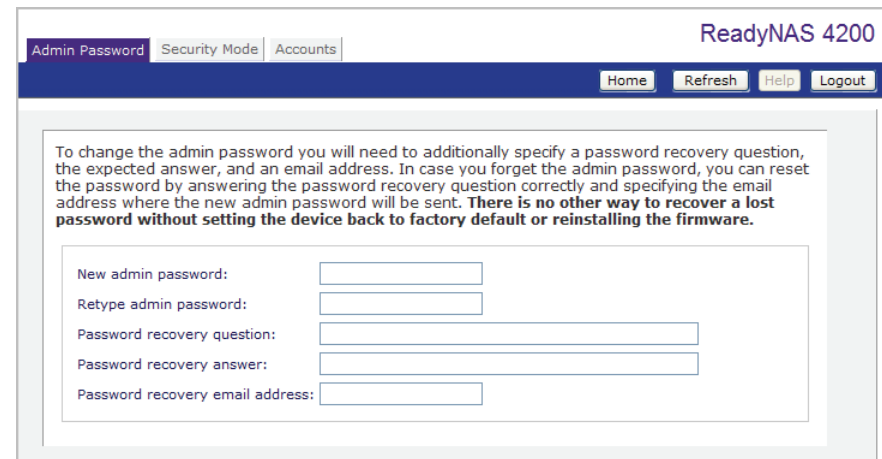 ReadyNAS 4200
Admin Password Security Mode Accounts
Home Refresh Help Logout
To change the admin password you will need to additionally specify a password recovery question,
the expected answer, and an email address. In case you forget the admin password, you can reset
the password by answering the password recovery question correctly and specifying the email
address where the new admin password will be sent. There is no other way to recover a lost
password without setting the device back to factory default or reinstalling the firmware.
New admin password:
Retype admin password:
Password recovery question:
Password recovery answer:
Password recovery email address: